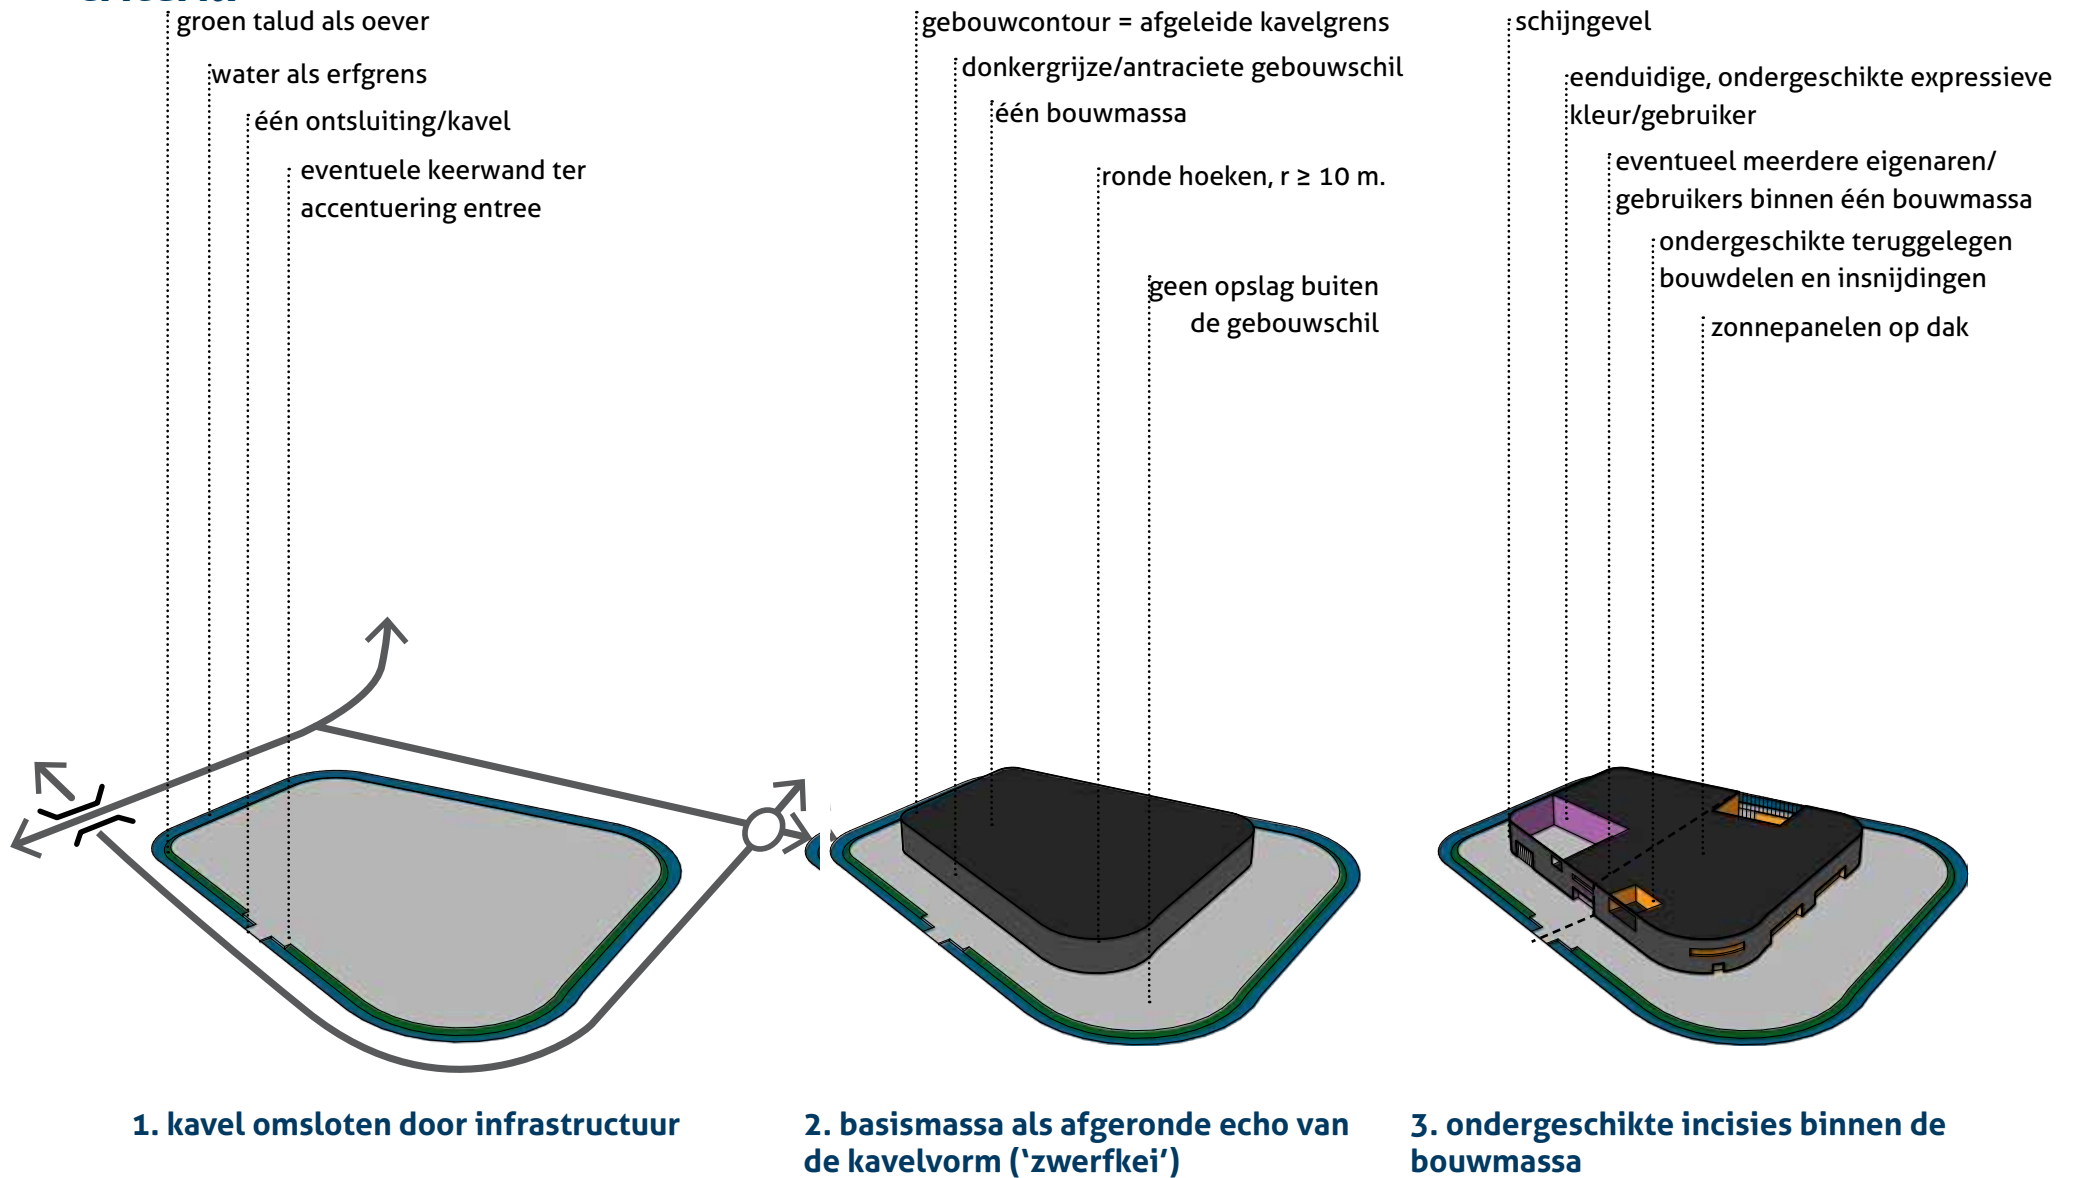 groen talud als oever
water als erfgrens
één ontsluiting/kavel
eventuele keerwand ter
accentuering entree
1. kavel omsloten door infrastructuur
gebouwcontour = afgeleide kavelgrens
donkergrijze/antraciete gebouwschil
één bouwmassa
ronde hoeken, r ≥ 10 m.
geen opslag buiten
de gebouwschil
2. basismassa als afgeronde echo van
de kavelvorm (‘zwerfkei’)
schijngevel
eenduidige, ondergeschikte expressieve
kleur/gebruiker
eventueel meerdere eigenaren/
gebruikers binnen één bouwmassa
ondergeschikte teruggelegen
bouwdelen en insnijdingen
zonnepanelen op dak
3. ondergeschikte incisies binnen de
bouwmassa